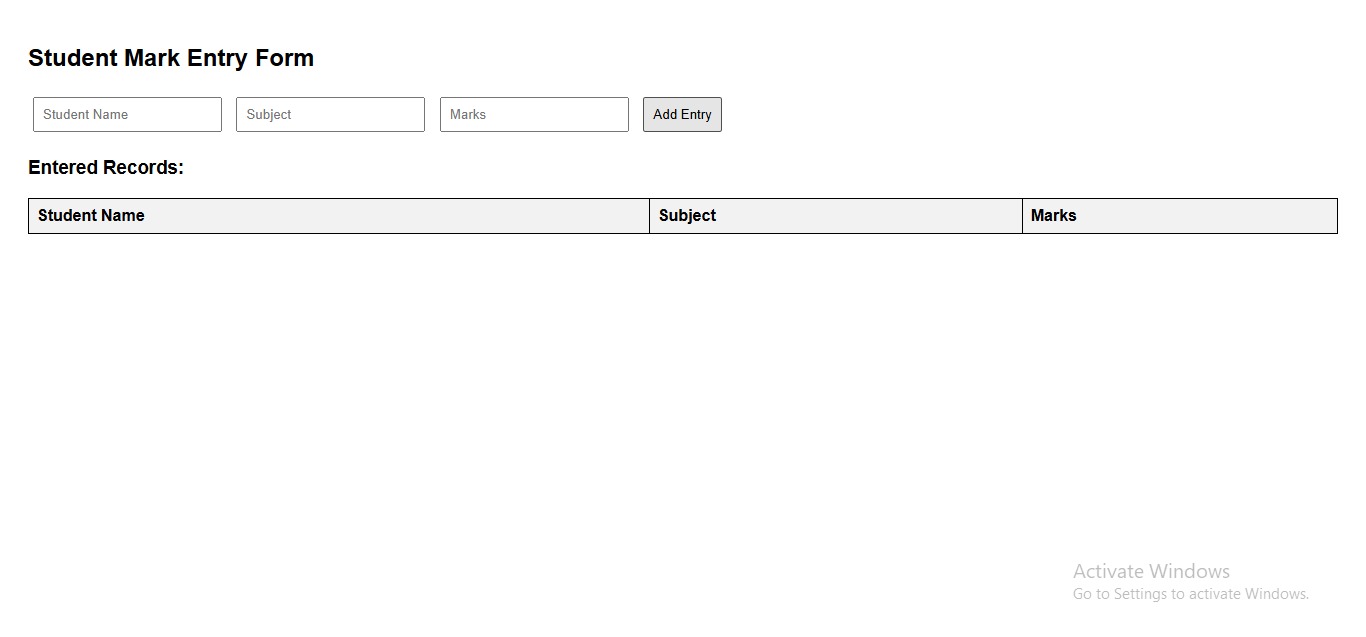 Student Mark Entry Form
Student Name Subject Marks Add Entry
Entered Records:
Student Name Subject Marks
Activate Windows
Go to Settings to activate Windows.